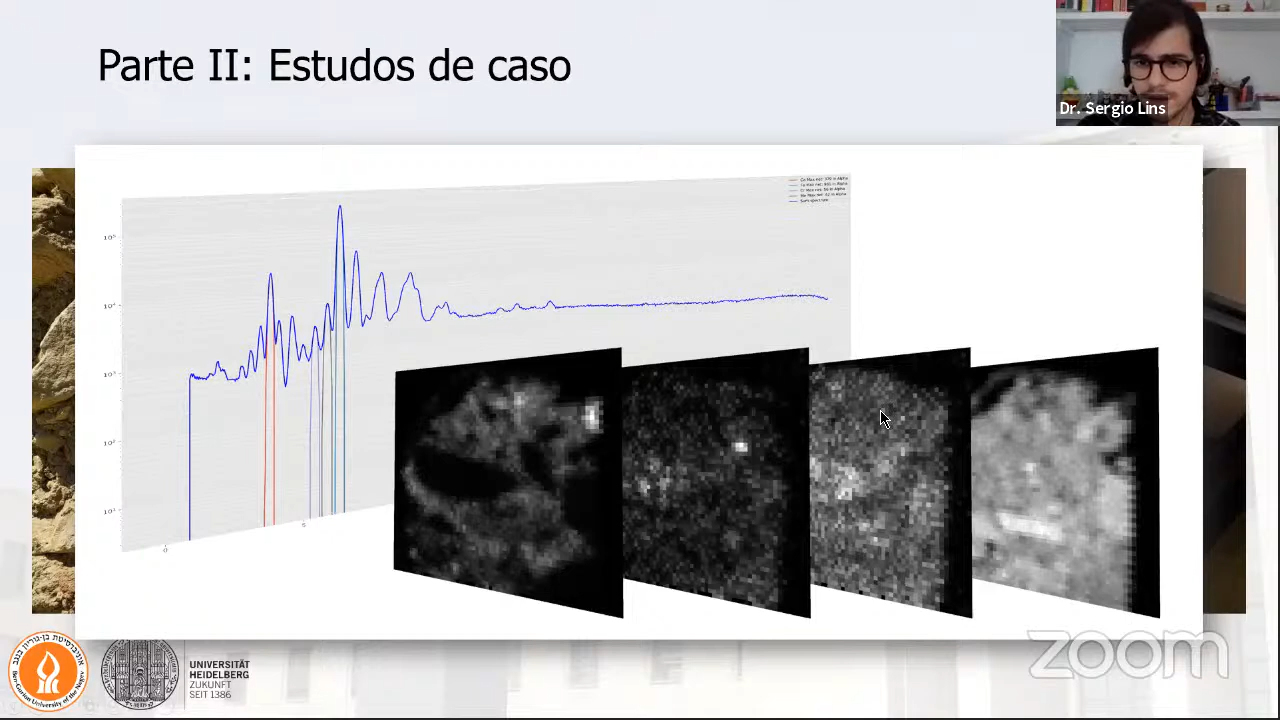 Parte II: Estudos de caso
Dr. Sergio Lins
10⁵
10⁴
10³
10²
10¹
0
5
UNIVERSITÄT
HEIDELBERG
ZUKUNFT
SEIT 1386
zoom